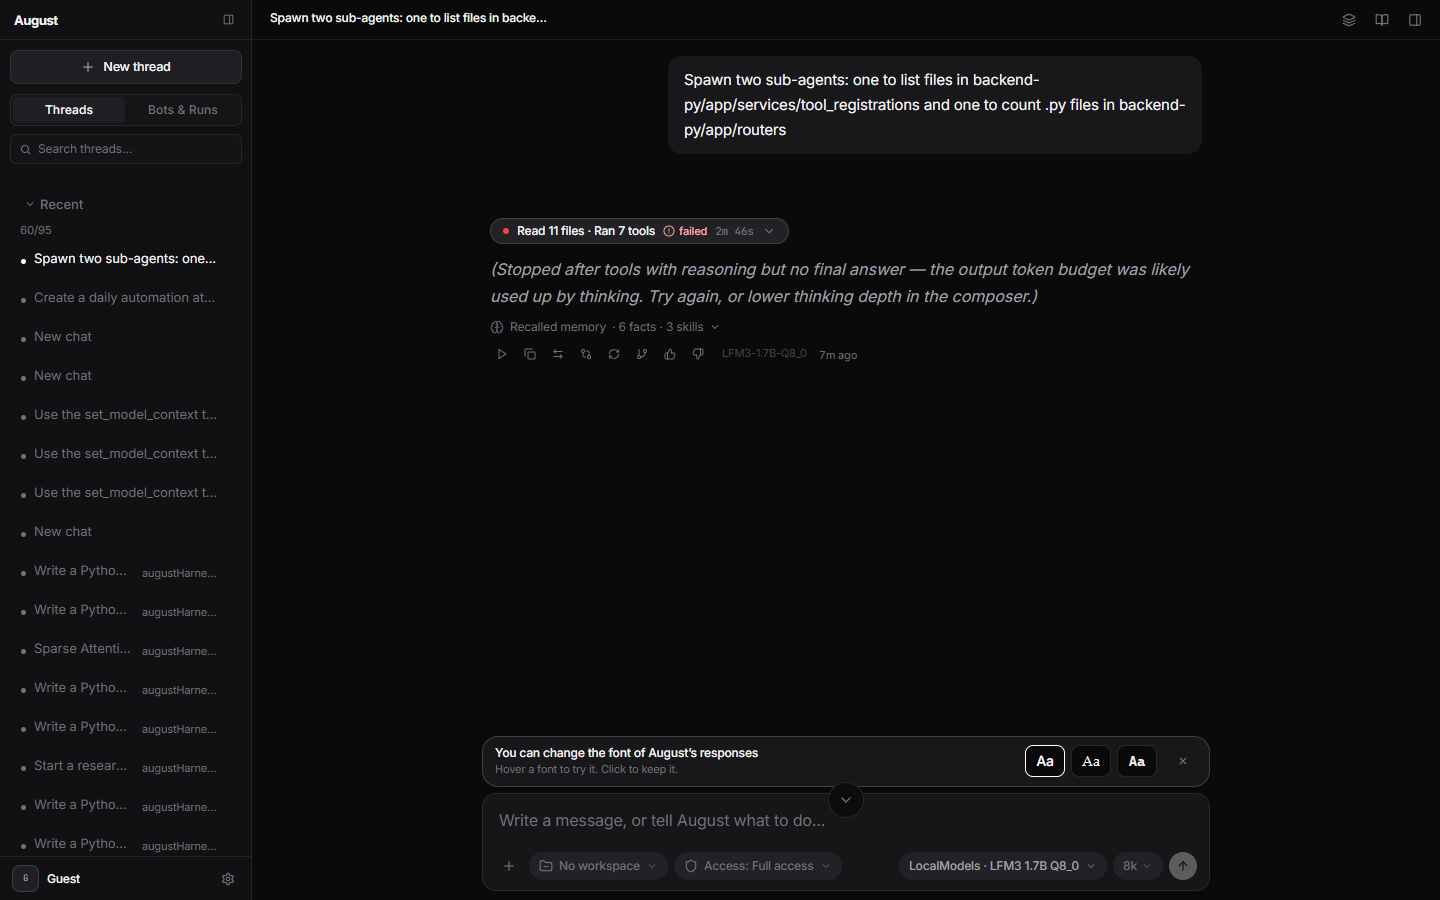 August
Spawn two sub-agents: one to list files in backe...
New thread
Threads
Bots & Runs
Search threads...
Recent
60/95
Spawn two sub-agents: one...
Create a daily automation at...
New chat
New chat
Use the set_model_context t...
Use the set_model_context t...
Use the set_model_context t...
New chat
Write a Pytho... augustHarne...
Write a Pytho... augustHarne...
Sparse Attenti... augustHarne...
Write a Pytho... augustHarne...
Write a Pytho... augustHarne...
Start a resear... augustHarne...
Write a Pytho... augustHarne...
Write a Pytho... augustHarne...
G Guest
Spawn two sub-agents: one to list files in backend-
py/app/services/tool_registrations and one to count .py files in backend-
py/app/routers
Read 11 files · Ran 7 tools failed 2m 46s
(Stopped after tools with reasoning but no final answer — the output token budget was likely
used up by thinking. Try again, or lower thinking depth in the composer.)
Recalled memory · 6 facts · 3 skills
LFM3-1.7B-Q8_0 7m ago
You can change the font of August's responses
Hover a font to try it. Click to keep it.
Aa Aa Aa
Write a message, or tell August what to do...
No workspace Access: Full access LocalModels · LFM3 1.7B Q8_0 8k